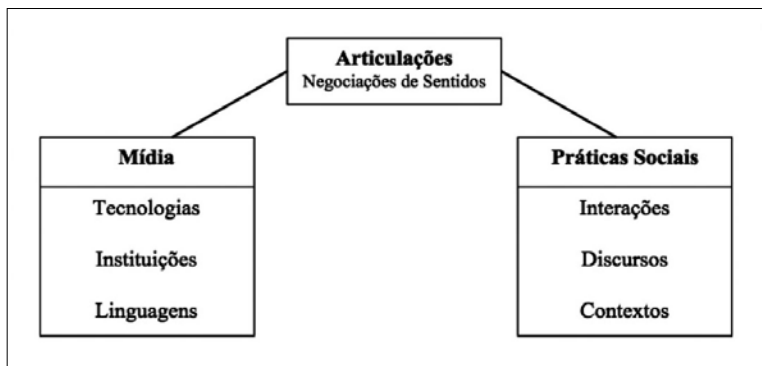 Articulações
Negociações de Sentidos
Mídia
Tecnologias
Instituições
Linguagens
Práticas Sociais
Interações
Discursos
Contextos